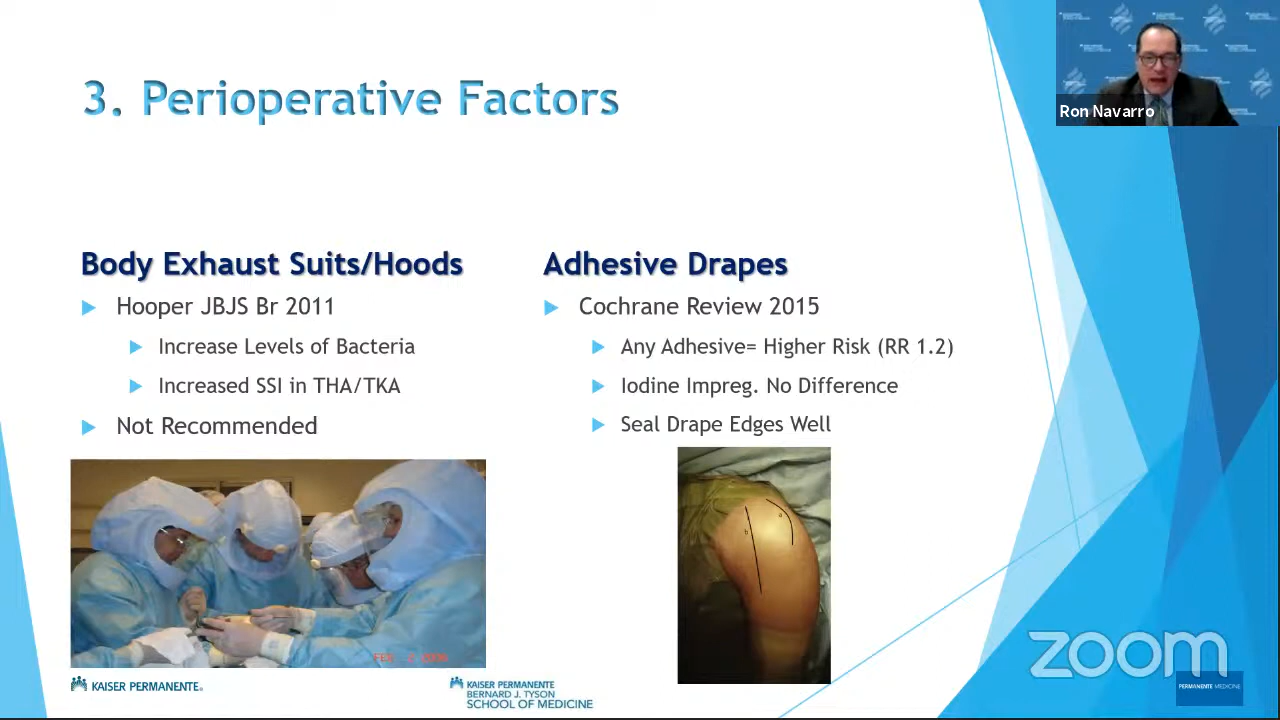 3. Perioperative Factors
Ron Navarro
Body Exhaust Suits/Hoods
Hooper JBJS Br 2011
Increase Levels of Bacteria
Increased SSI in THA/TKA
Not Recommended
Adhesive Drapes
Cochrane Review 2015
Any Adhesive= Higher Risk (RR 1.2)
Iodine Impreg. No Difference
Seal Drape Edges Well
a
b
KAISER PERMANENTE®
KAISER PERMANENTE
BERNARD J. TYSON
SCHOOL OF MEDICINE
zoom
PERMANENTE MEDICINE